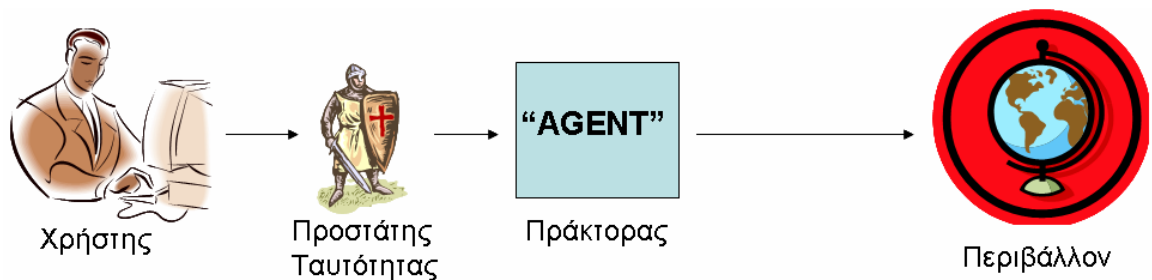 “AGENT”
Χρήστης
Προστάτης
Ταυτότητας
Πράκτορας
Περιβάλλον